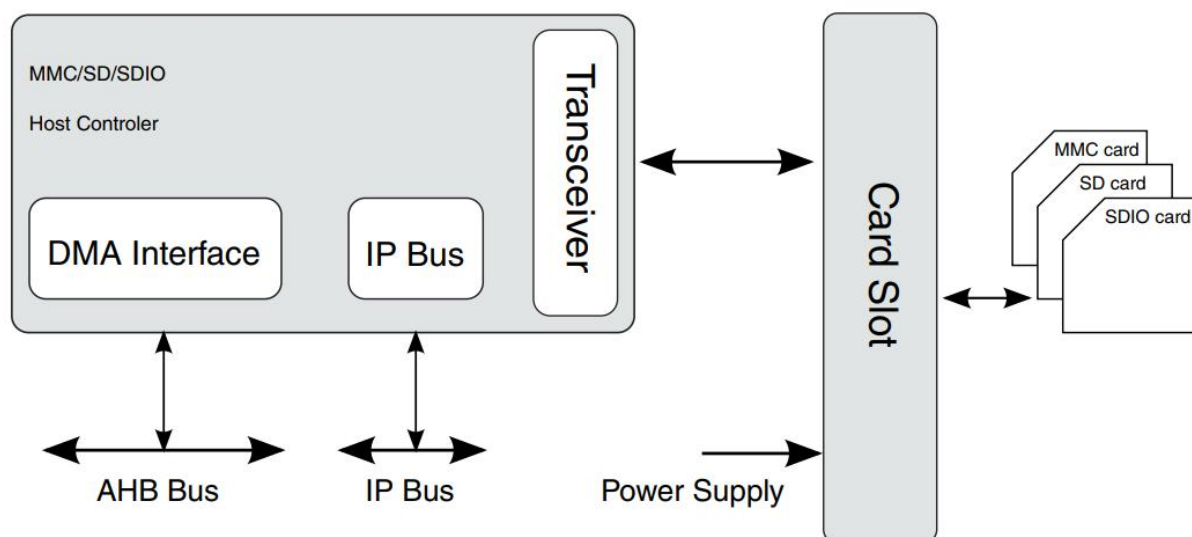 MMC/SD/SDIO
Host Controler
Transceiver
DMA Interface
IP Bus
Card Slot
MMC card
SD card
SDIO card
AHB Bus
IP Bus
Power Supply